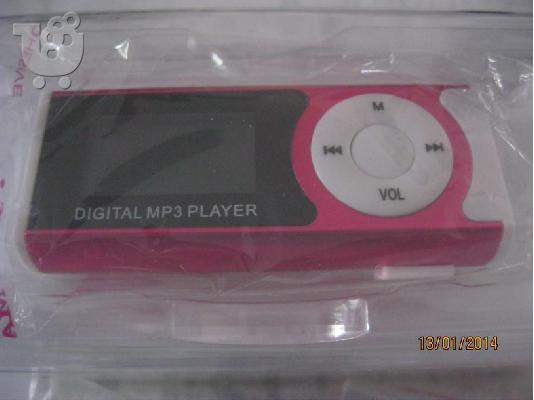 M
VOL
DIGITAL MP3 PLAYER
13/01/2014